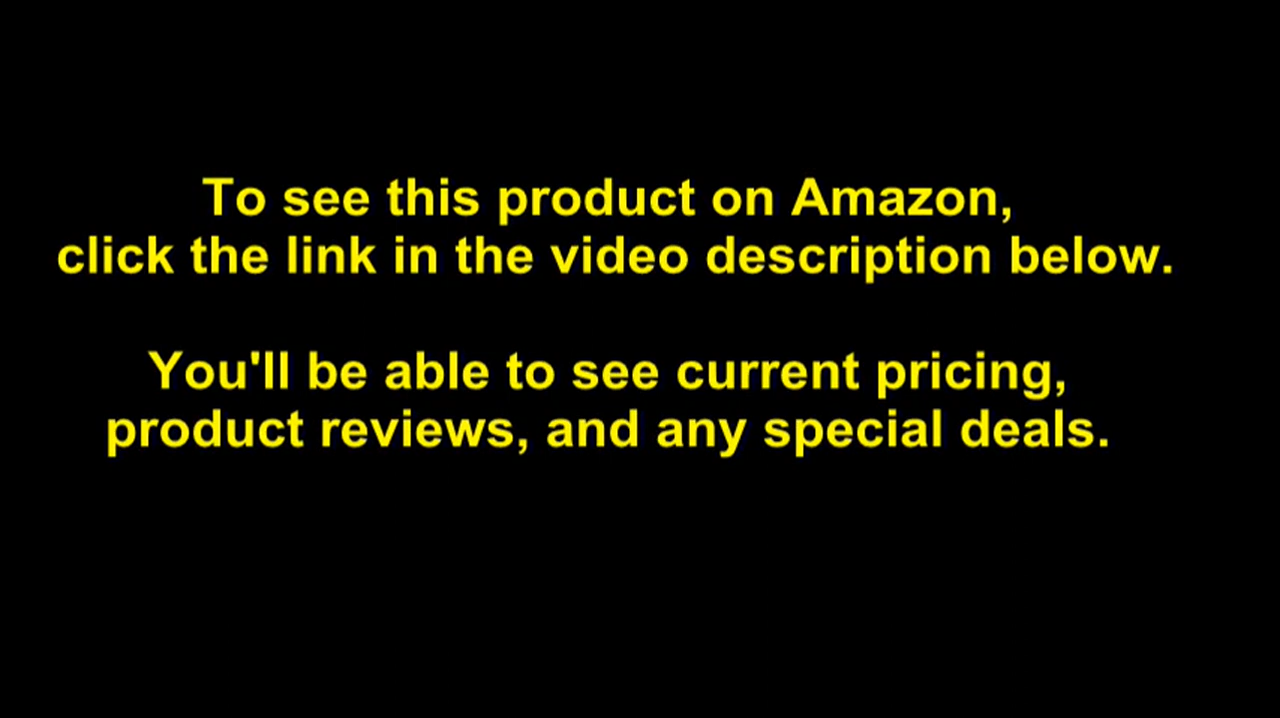 To see this product on Amazon,
click the link in the video description below.
You'll be able to see current pricing,
product reviews, and any special deals.